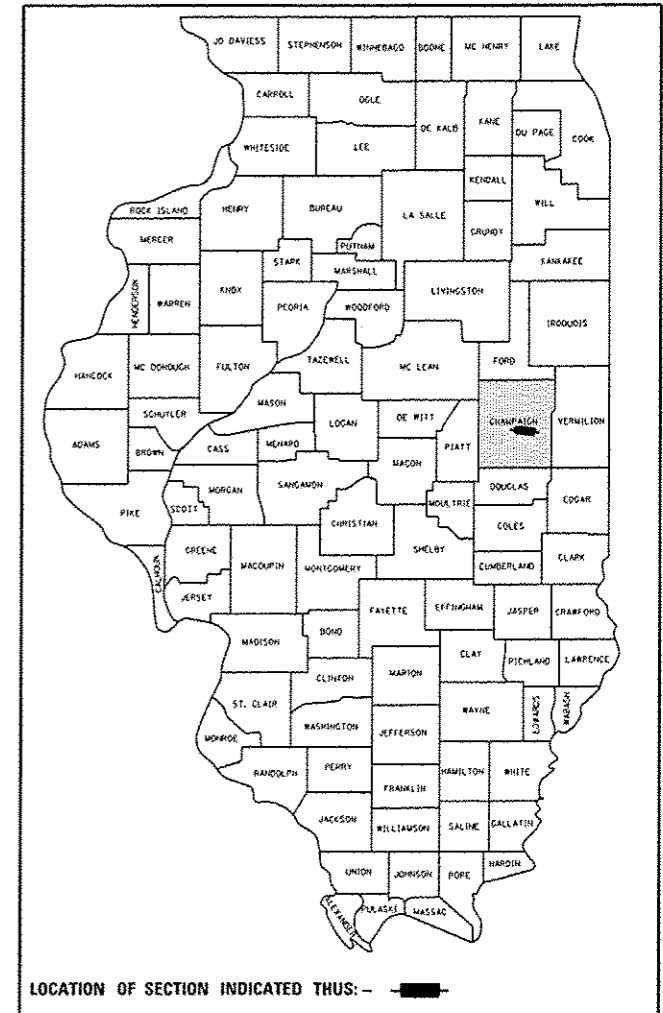 JO DAVIESS STEPHENSON WINNEBAGO BOONE MC HENRY LAKE
CARROLL OGLE DE KALB KANE DU PAGE COOK
WHITESIDE LEE KENDALL WILL
ROCK ISLAND HENRY BUREAU LA SALLE GRUNDY
MERCER PUTNAM KANKAKEE
HENDERSON WARREN KNOX STARK MARSHALL LIVINGSTON
PEORIA WOODFORD IROQUOIS
HANCOCK MC DONOUGH FULTON TAZEWELL MC LEAN FORD
SCHUYLER MASON LOGAN DE WITT CHAMPAIGN VERMILION
ADAMS BROWN CASS MENARD PIATT
MACON
PIKE SCOTT MORGAN SANGAMON MOULTRIE DOUGLAS EDGAR
CHRISTIAN COLES
CALHOUN GREENE MACOUPIN MONTGOMERY SHELBY CUMBERLAND CLARK
JERSEY FAYETTE EFFINGHAM JASPER CRAWFORD
MADISON BOND
CLAY RICHLAND LAWRENCE
CLINTON MARION
ST. CLAIR WAYNE EDWARDS WABASH
MONROE WASHINGTON JEFFERSON
RANDOLPH PERRY HAMILTON WHITE
FRANKLIN
JACKSON WILLIAMSON SALINE GALLATIN
UNION JOHNSON POPE HARDIN
ALEXANDER PULASKI MASSAC
LOCATION OF SECTION INDICATED THUS: -